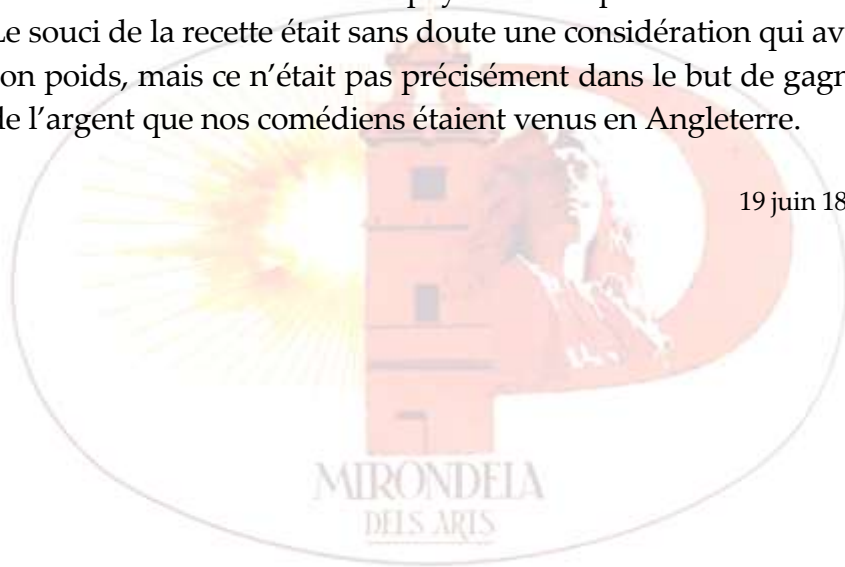 Le souci de la recette était sans doute une considération qui av
on poids, mais ce n’était pas précisément dans le but de gagn
de l’argent que nos comédiens étaient venus en Angleterre.
19 juin 18
MIRONDELA
DELS ARTS